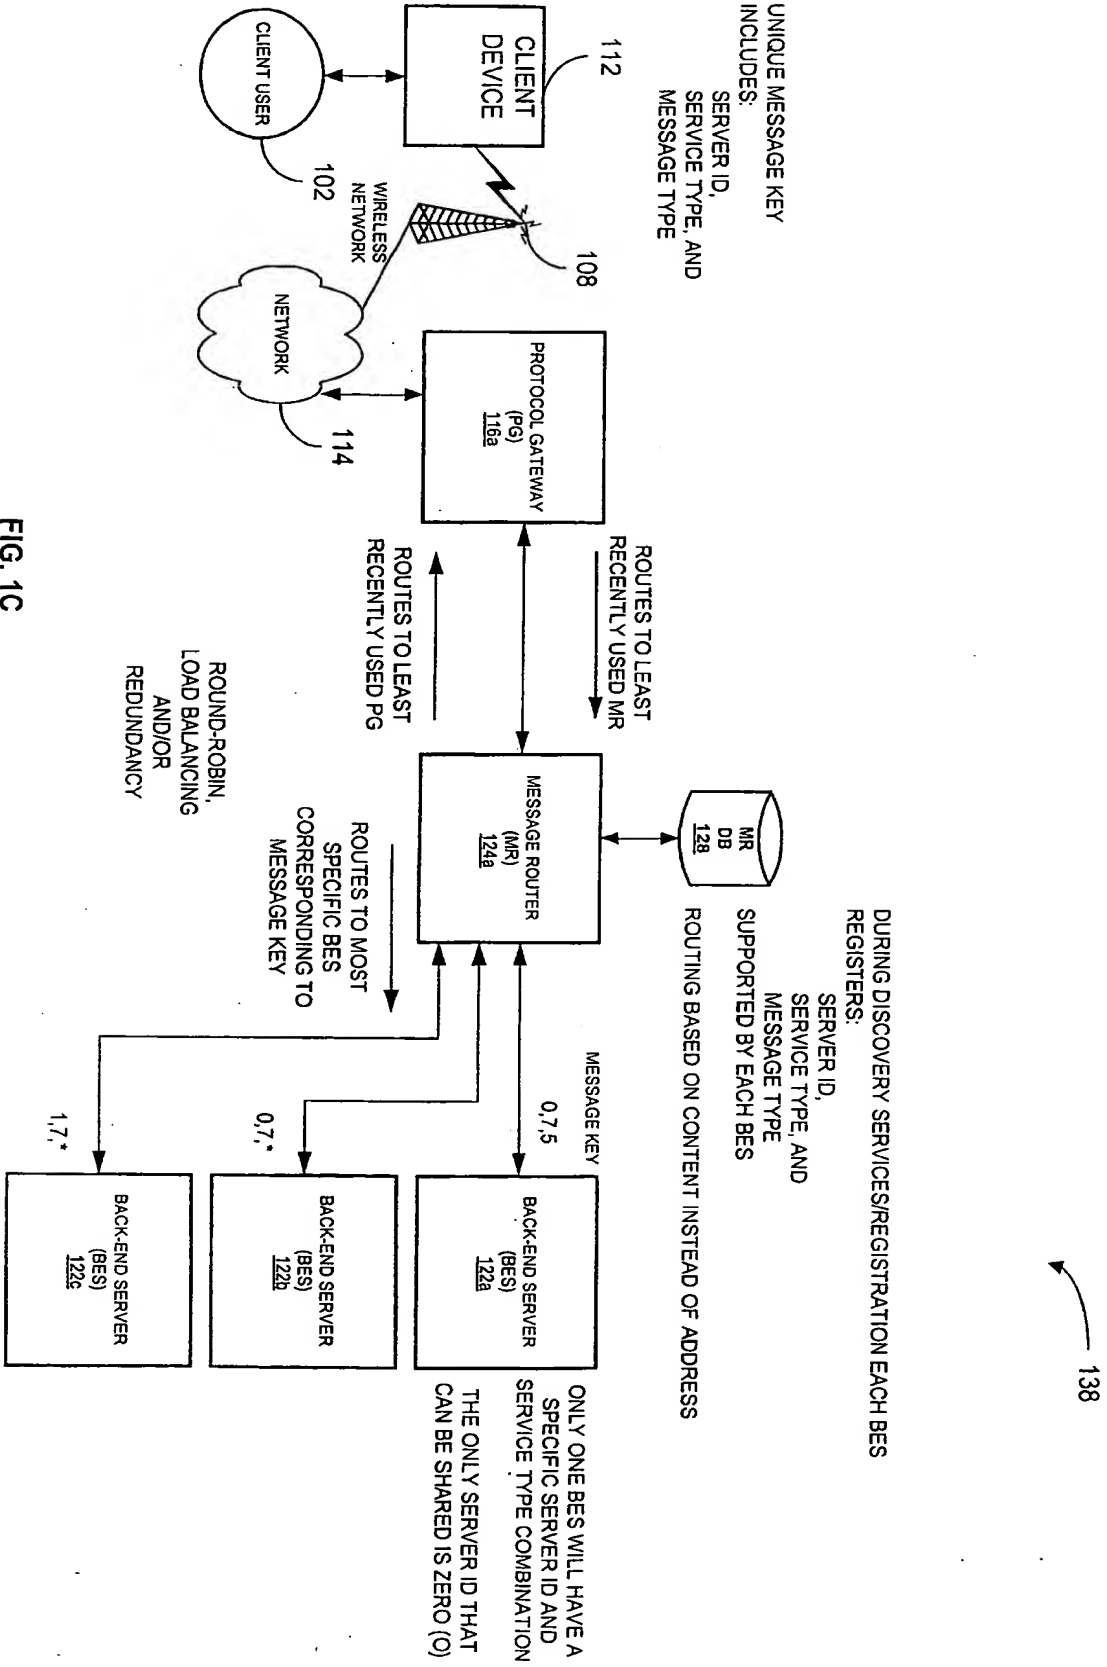 138
DURING DISCOVERY SERVICES/REGISTRATION EACH BES
REGISTERS:
SERVER ID,
SERVICE TYPE, AND
MESSAGE TYPE
SUPPORTED BY EACH BES
ROUTING BASED ON CONTENT INSTEAD OF ADDRESS
UNIQUE MESSAGE KEY
INCLUDES:
SERVER ID,
SERVICE TYPE, AND
MESSAGE TYPE
MR
DB
128
112
CLIENT
DEVICE
108
CLIENT USER
102
WIRELESS
NETWORK
NETWORK
114
PROTOCOL GATEWAY
(PG)
116a
ROUTES TO LEAST
RECENTLY USED MR
ROUTES TO LEAST
RECENTLY USED PG
MESSAGE ROUTER
(MR)
124a
ROUTES TO MOST
SPECIFIC BES
CORRESPONDING TO
MESSAGE KEY
ROUND-ROBIN,
LOAD BALANCING
AND/OR
REDUNDANCY
MESSAGE KEY
0,7,5
0,7,*
1,7,*
BACK-END SERVER
(BES)
122a
BACK-END SERVER
(BES)
122b
BACK-END SERVER
(BES)
122c
ONLY ONE BES WILL HAVE A
SPECIFIC SERVER ID AND
SERVICE TYPE COMBINATION
THE ONLY SERVER ID THAT
CAN BE SHARED IS ZERO (O)
FIG. 1C